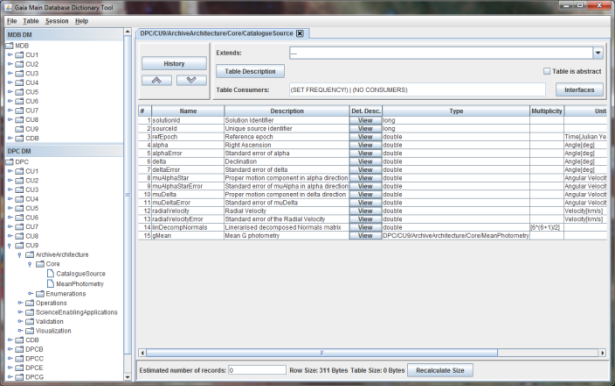 Gaia Main Database Dictionary Tool
File Table Session Help
MDB DM
MDB
CU1
CU2
CU3
CU4
CU5
CU6
CU7
CU8
CU9
CDB
DPC DM
DPC
CU1
CU2
CU3
CU4
CU5
CU6
CU7
CU8
CU9
ArchiveArchitecture
Core
CatalogueSource
MeanPhotometry
Enumerations
Operations
ScienceEnablingApplications
Validation
Visualization
CDB
DPCB
DPCC
DPCE
DPCG
DPC/CU9/ArchiveArchitecture/Core/CatalogueSource
History
Extends: ---
Table Description
Table is abstract
Table Consumers: (SET FREQUENCY!) | (NO CONSUMERS)
Interfaces
# Name Description Det. Desc. Type Multiplicity Unit
1 solutionId Solution Identifier View long
2 sourceId Unique source identifier View long
3 refEpoch Reference epoch View double Time[Julian Ye
4 alpha Right Ascension View double Angle[deg]
5 alphaError Standard error of alpha View double Angle[deg]
6 delta Declination View double Angle[deg]
7 deltaError Standard error of delta View double Angle[deg]
8 muAlphaStar Proper motion component in alpha direction View double Angular Velocit
9 muAlphaStarError Standard error of muAlpha in alpha direction View double Angular Velocit
10 muDelta Proper motion component in delta direction View double Angular Velocit
11 muDeltaError Standard error of muDelta View double Angular Velocit
12 radialVelocity Radial Velocity View double Velocity[km/s]
13 radialVelocityError Standard error of the Radial Velocity View double Velocity[km/s]
14 linDecompNormals Linerarised decomposed Normals matrix View double [6*(6+1)/2]
15 gMean Mean G photometry View DPC/CU9/ArchiveArchitecture/Core/MeanPhotometry
Estimated number of records: 0 Row Size: 311 Bytes Table Size: 0 Bytes Recalculate Size